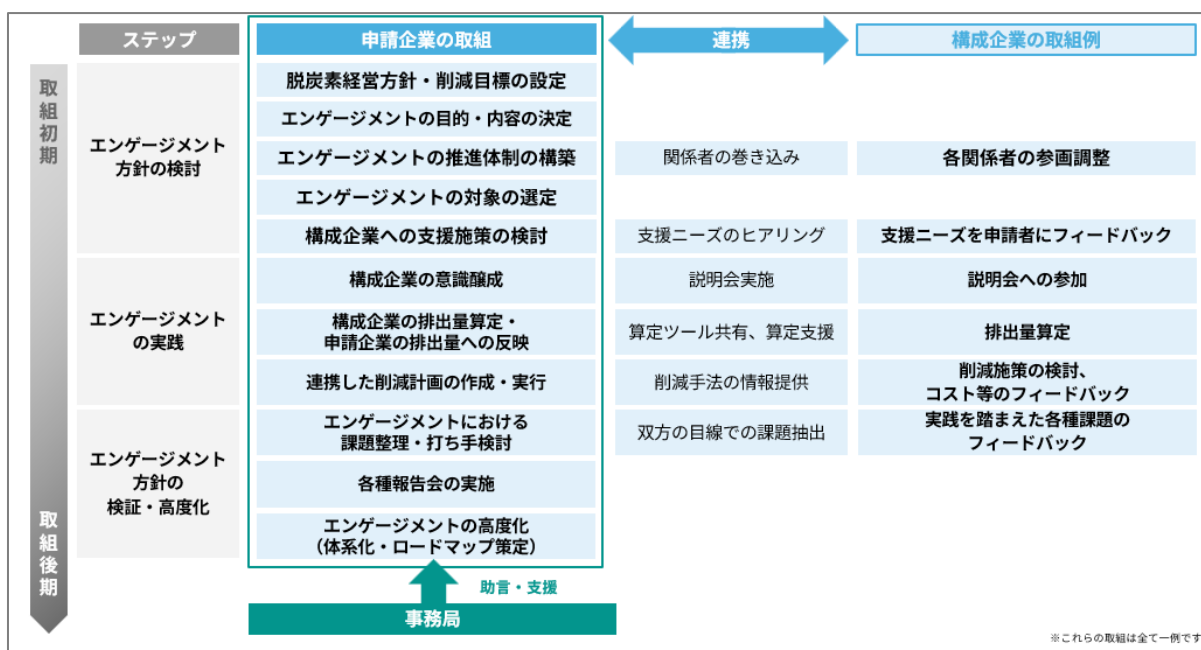 ステップ
申請企業の取組
連携
構成企業の取組例
取組初期
エンゲージメント
方針の検討
脱炭素経営方針・削減目標の設定
エンゲージメントの目的・内容の決定
エンゲージメントの推進体制の構築
関係者の巻き込み
各関係者の参画調整
エンゲージメントの対象の選定
構成企業への支援施策の検討
支援ニーズのヒアリング
支援ニーズを申請者にフィードバック
エンゲージメント
の実践
構成企業の意識醸成
説明会実施
説明会への参加
構成企業の排出量算定・
申請企業の排出量への反映
算定ツール共有、算定支援
排出量算定
連携した削減計画の作成・実行
削減手法の情報提供
削減施策の検討、
コスト等のフィードバック
エンゲージメント
方針の
検証・高度化
エンゲージメントにおける
課題整理・打ち手検討
双方の目線での課題抽出
実践を踏まえた各種課題の
フィードバック
各種報告会の実施
エンゲージメントの高度化
（体系化・ロードマップ策定）
取組後期
助言・支援
事務局
※これらの取組は全て一例です